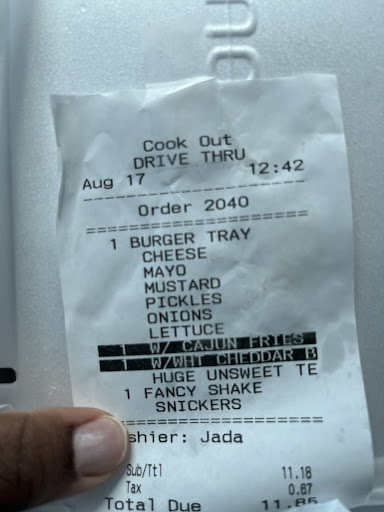 Cook Out
DRIVE THRU
Aug 17 12:42
Order 2040
1 BURGER TRAY
CHEESE
MAYO
MUSTARD
PICKLES
ONIONS
LETTUCE
1 W/ CAJUN FRIES
1 W/WHT CHEDDAR B
HUGE UNSWEET TE
1 FANCY SHAKE
SNICKERS
shier: Jada
Sub/Ttl 11.18
Tax 0.67
Total Due 11.85